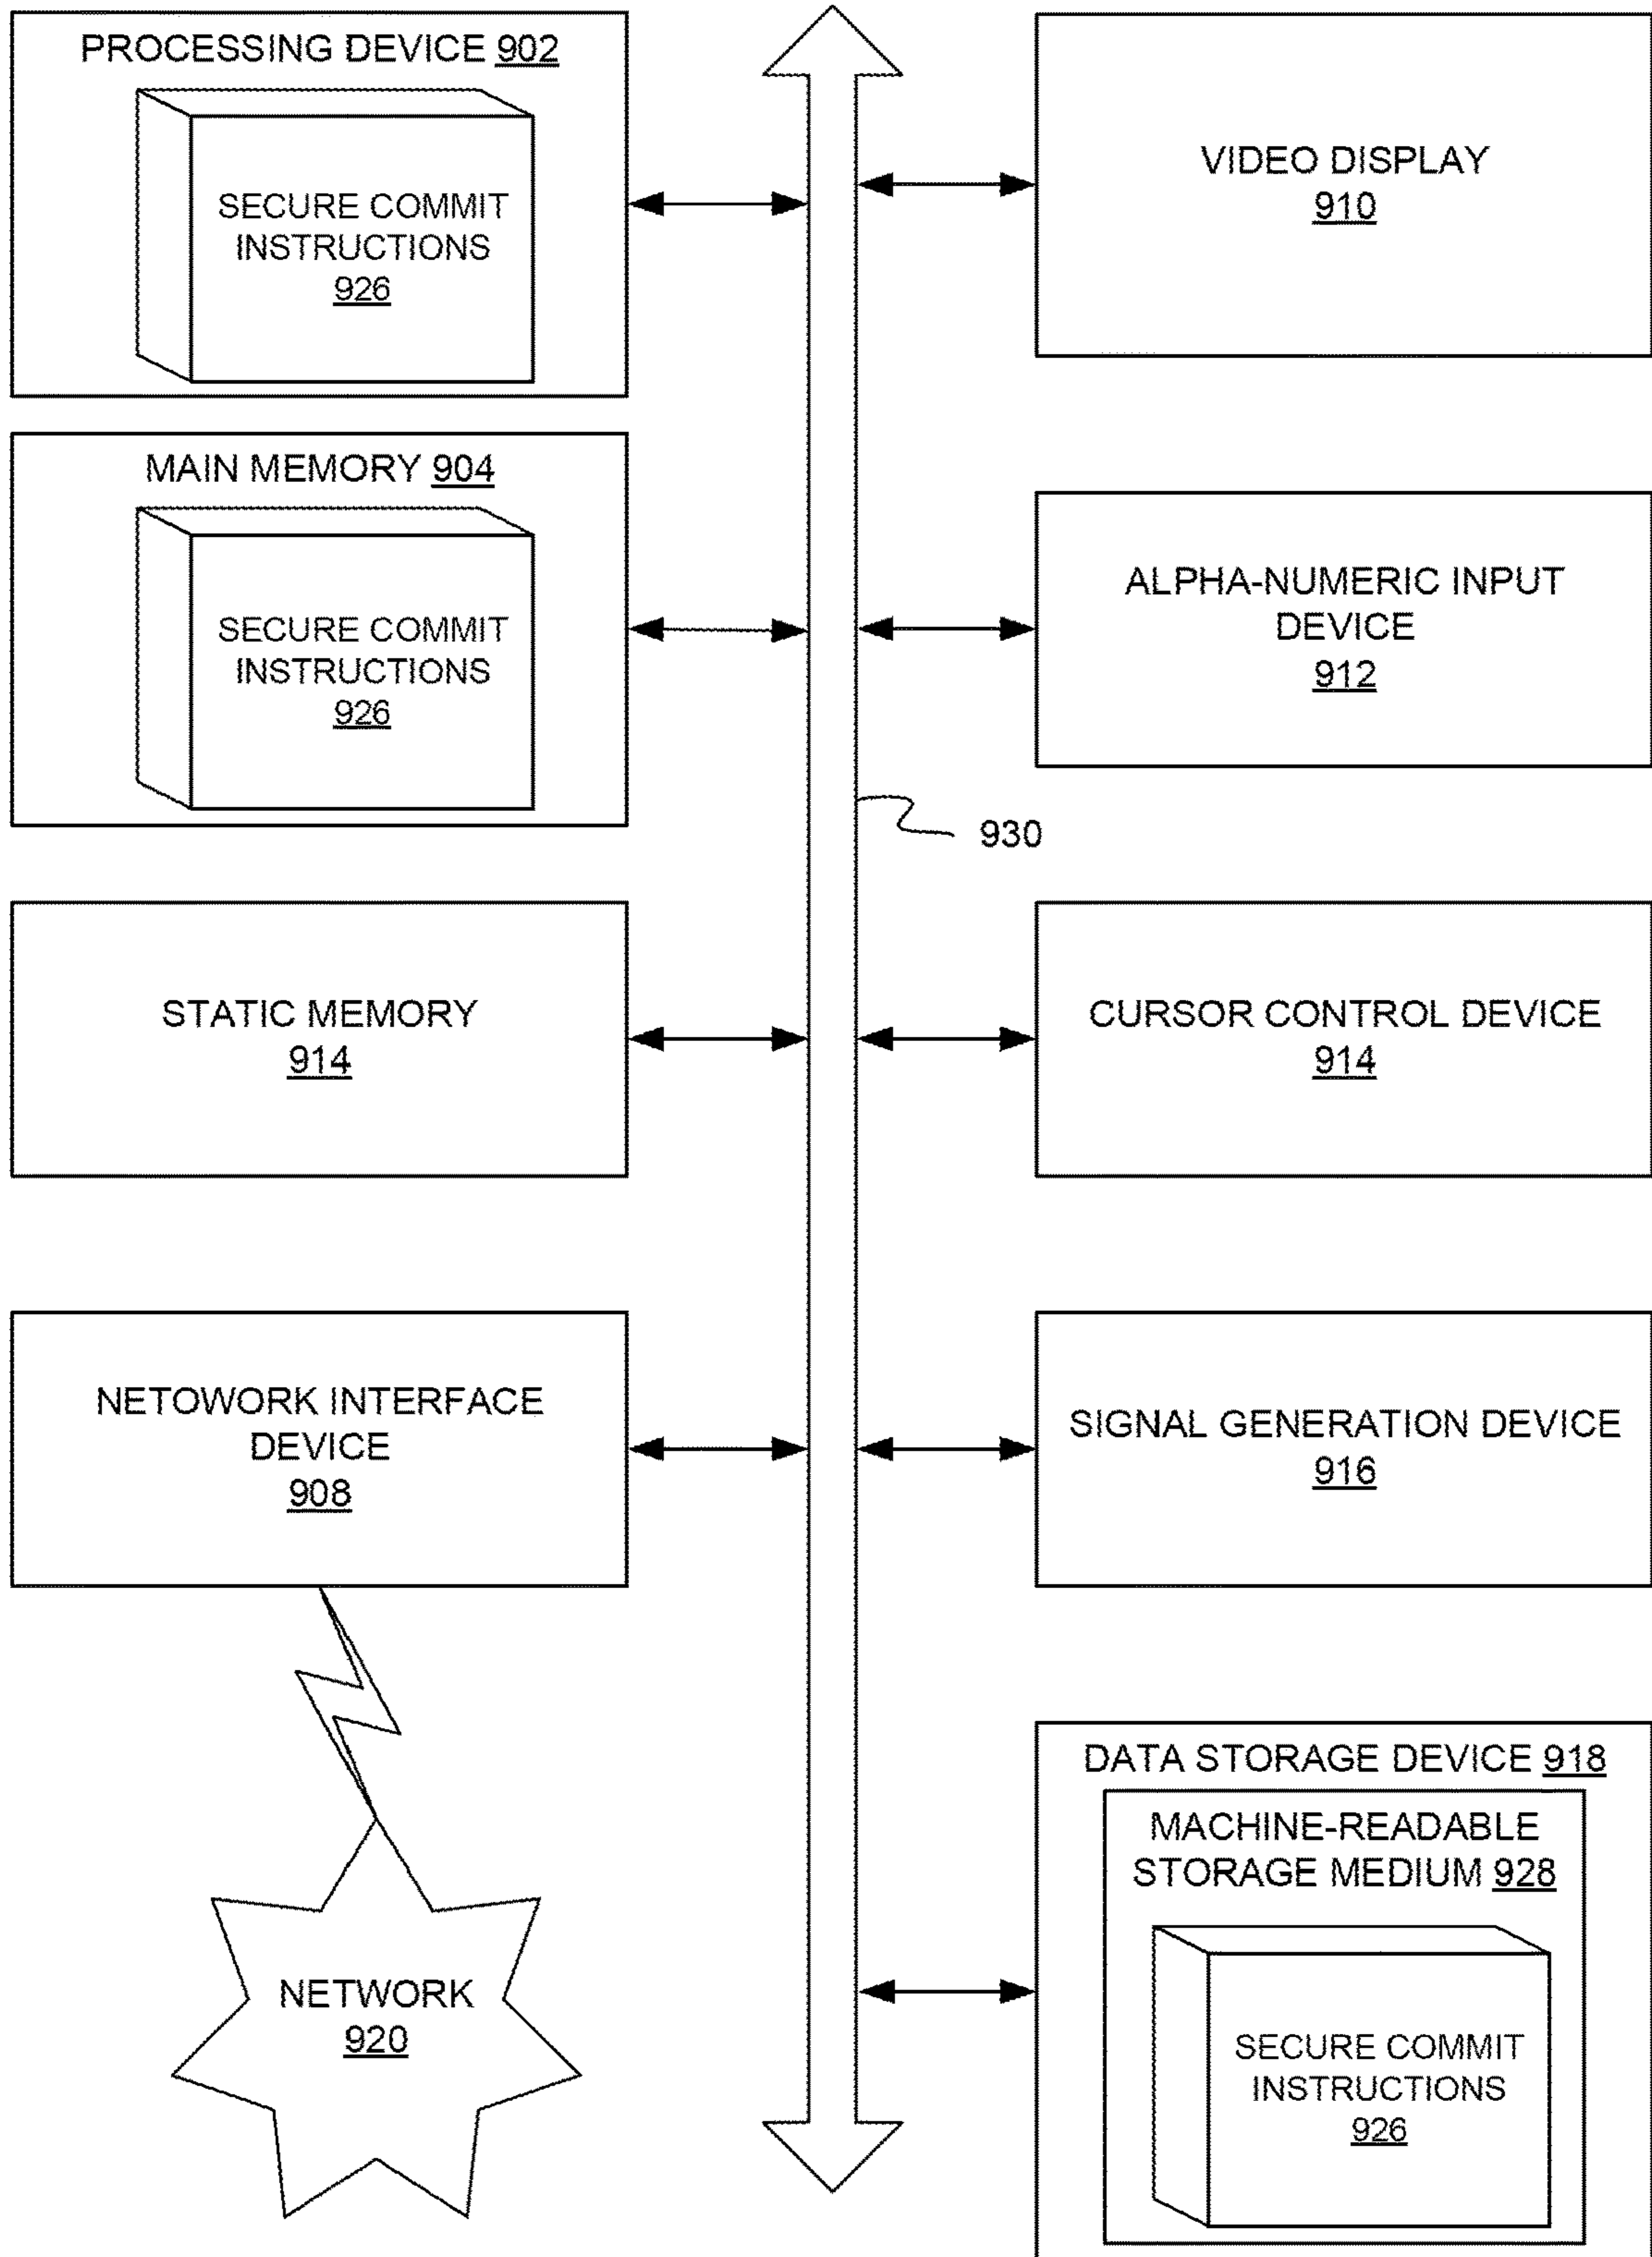 PROCESSING DEVICE 902
SECURE COMMIT
INSTRUCTIONS
926
MAIN MEMORY 904
SECURE COMMIT
INSTRUCTIONS
926
STATIC MEMORY
914
NETOWORK INTERFACE
DEVICE
908
NETWORK
920
930
VIDEO DISPLAY
910
ALPHA-NUMERIC INPUT
DEVICE
912
CURSOR CONTROL DEVICE
914
SIGNAL GENERATION DEVICE
916
DATA STORAGE DEVICE 918
MACHINE-READABLE
STORAGE MEDIUM 928
SECURE COMMIT
INSTRUCTIONS
926